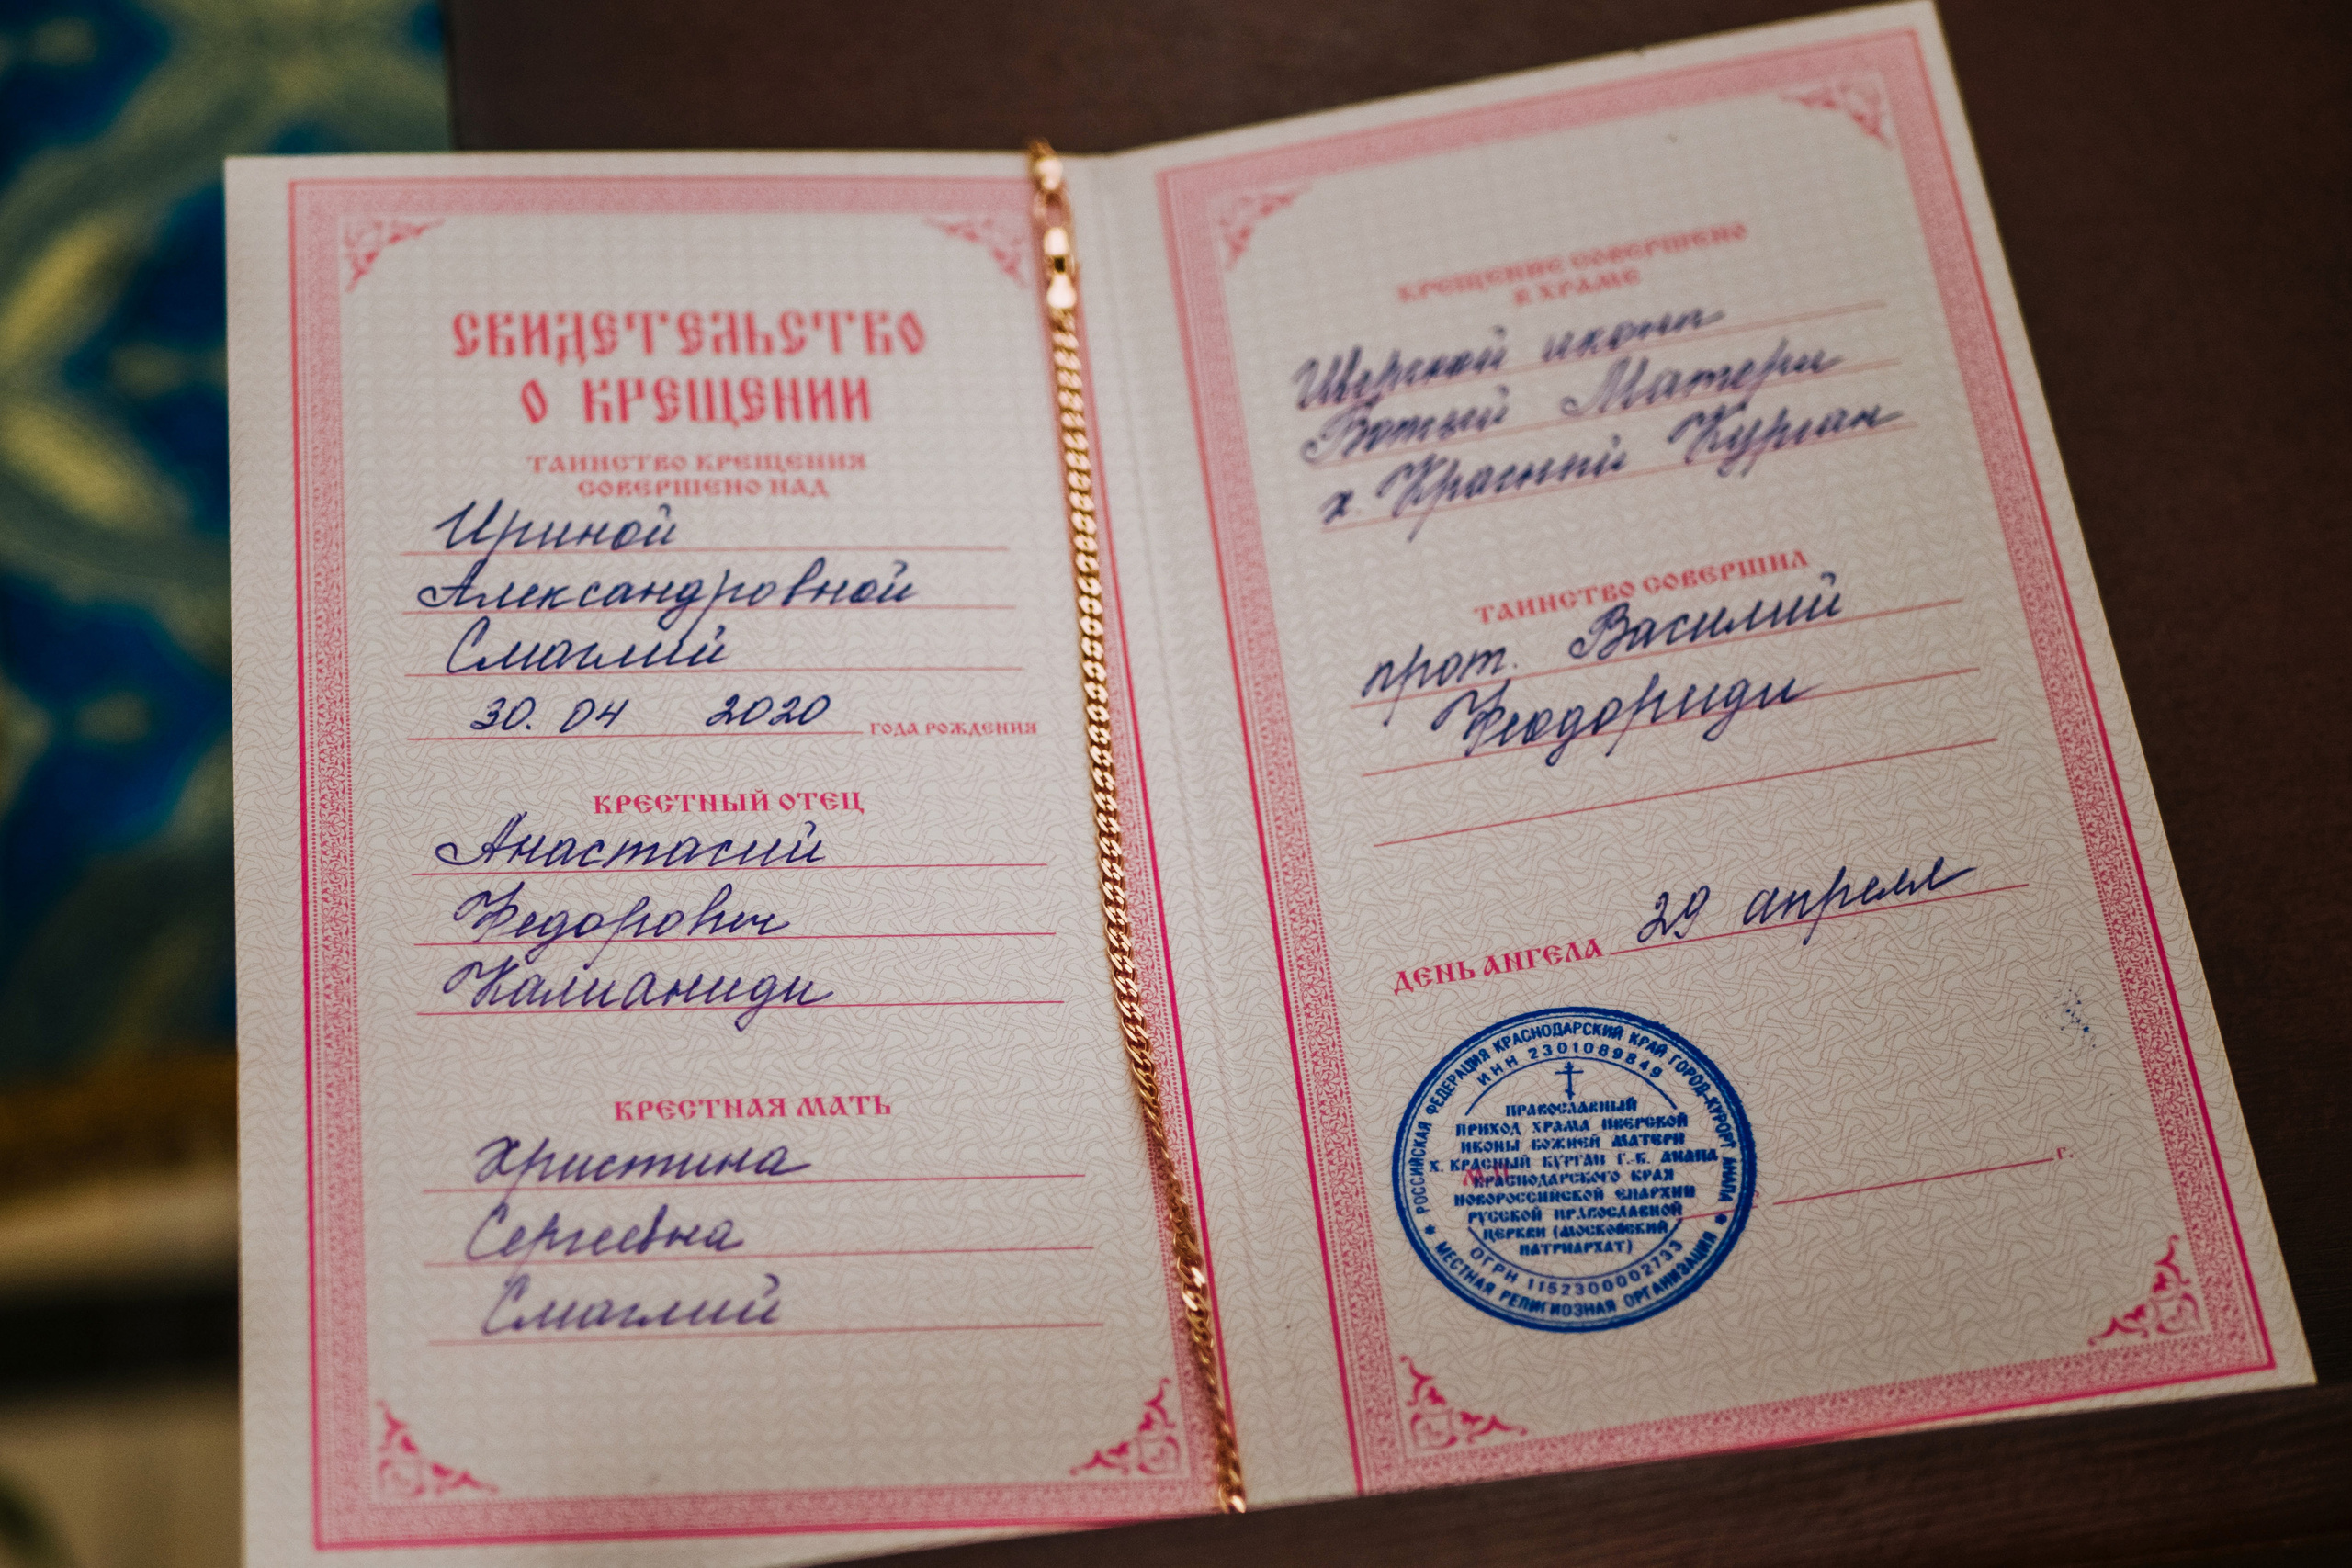 СВИДЕТЕЛЬСТВО
О КРЕЩЕНИИ
ТАИНСТВО КРЕЩЕНИЯ
СОВЕРШЕНО НАД
Ириной
Александровной
Смаглий
30.04 2020 ГОДА РОЖДЕНИЯ
КРЕСТНЫЙ ОТЕЦ
Анастасий
Федорович
Калианиди
КРЕСТНАЯ МАТЬ
Христина
Сергеевна
Смаглий
КРЕЩЕНИЕ СОВЕРШЕНО
В ХРАМЕ
Иверской иконы
Божьей Матери
х. Красный Курган
ТАИНСТВО СОВЕРШИЛ
прот. Василий
Феодориди
ДЕНЬ АНГЕЛА 29 апреля
РОССИЙСКАЯ ФЕДЕРАЦИЯ КРАСНОДАРСКИЙ КРАЙ ГОРОД-КУРОРТ АНАПА
ИНН 2301089849
ПРАВОСЛАВНЫЙ
ПРИХОД ХРАМА ИВЕРСКОЙ
ИКОНЫ БОЖИЕЙ МАТЕРИ
Х. КРАСНЫЙ КУРГАН Г.-К. АНАПА
КРАСНОДАРСКОГО КРАЯ
НОВОРОССИЙСКОЙ ЕПАРХИИ
РУССКОЙ ПРАВОСЛАВНОЙ
ЦЕРКВИ (МОСКОВСКИЙ
ПАТРИАРХАТ)
ОГРН 1152300002733
МЕСТНАЯ РЕЛИГИОЗНАЯ ОРГАНИЗАЦИЯ
г.